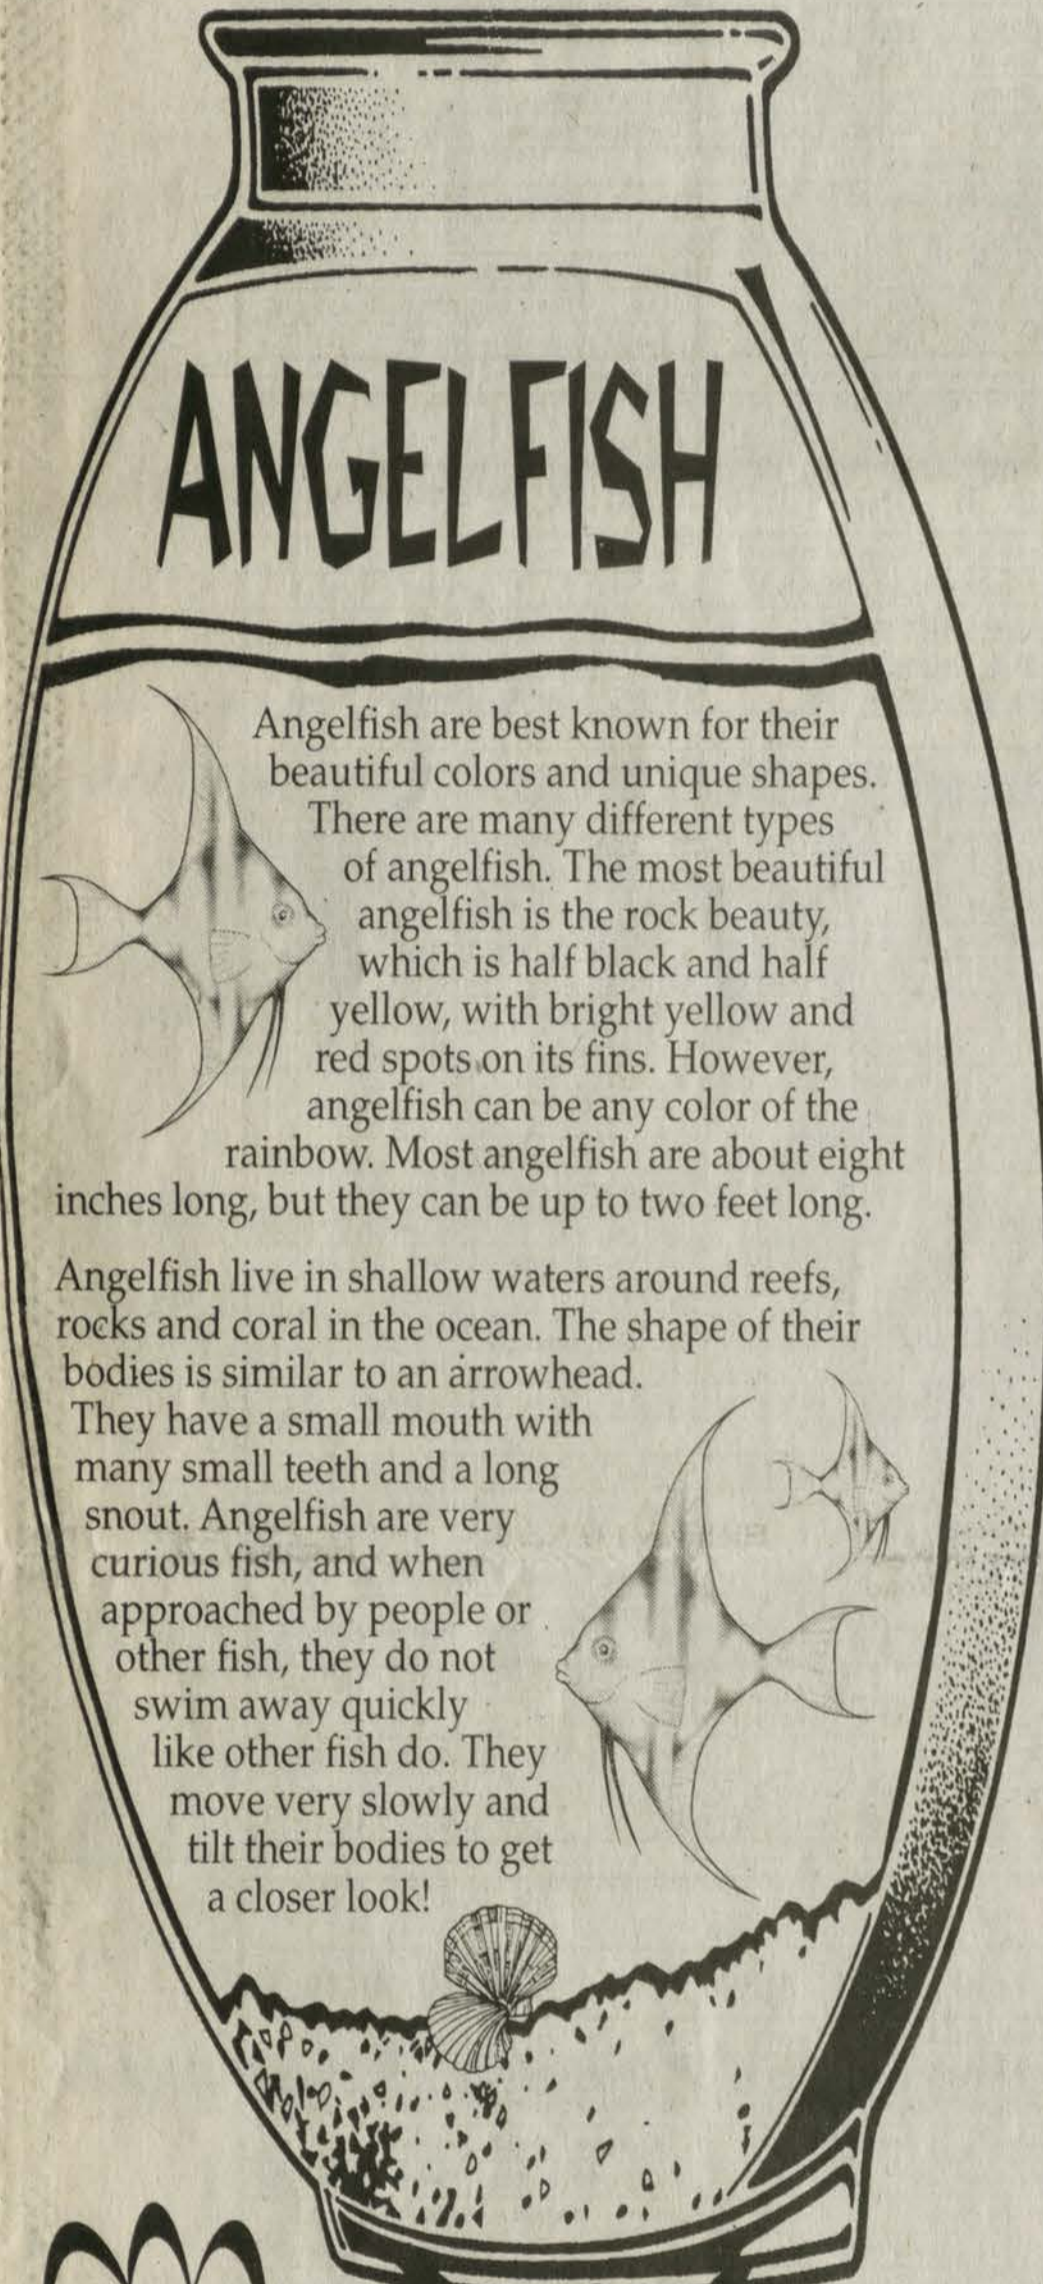 ANGELFISH
Angelfish are best known for their
beautiful colors and unique shapes.
There are many different types
of angelfish. The most beautiful
angelfish is the rock beauty,
which is half black and half
yellow, with bright yellow and
red spots on its fins. However,
angelfish can be any color of the
rainbow. Most angelfish are about eight
inches long, but they can be up to two feet long.
Angelfish live in shallow waters around reefs,
rocks and coral in the ocean. The shape of their
bodies is similar to an arrowhead.
They have a small mouth with
many small teeth and a long
snout. Angelfish are very
curious fish, and when
approached by people or
other fish, they do not
swim away quickly
like other fish do. They
move very slowly and
tilt their bodies to get
a closer look!